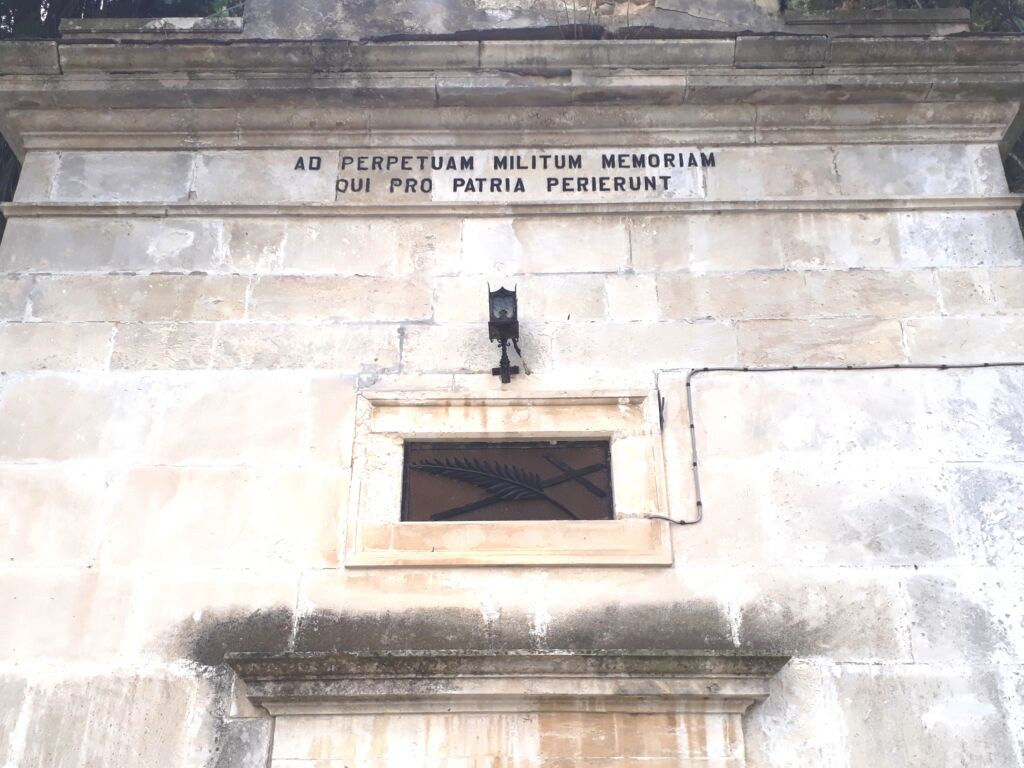 AD PERPETUAM MILITUM MEMORIAM
QUI PRO PATRIA PERIERUNT